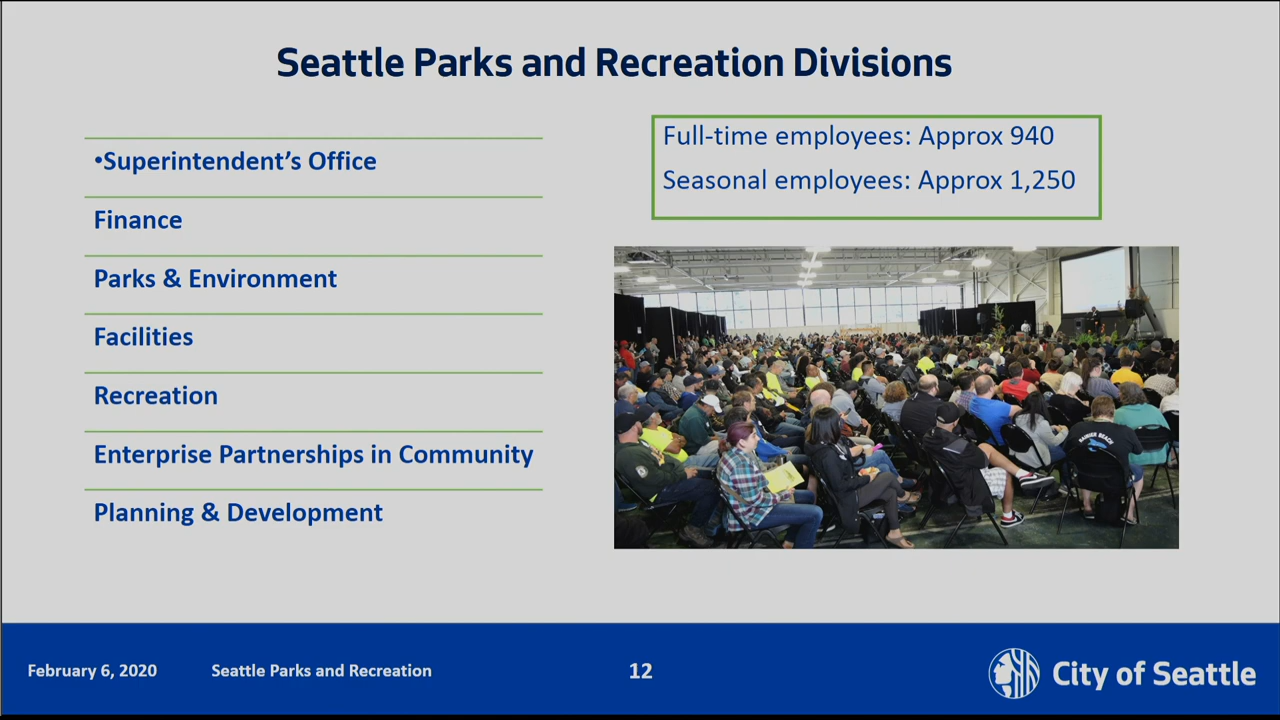 Seattle Parks and Recreation Divisions
•Superintendent's Office
Finance
Parks & Environment
Facilities
Recreation
Enterprise Partnerships in Community
Planning & Development
Full-time employees: Approx 940
Seasonal employees: Approx 1,250
RAINIER BEACH
February 6, 2020
Seattle Parks and Recreation
12
City of Seattle